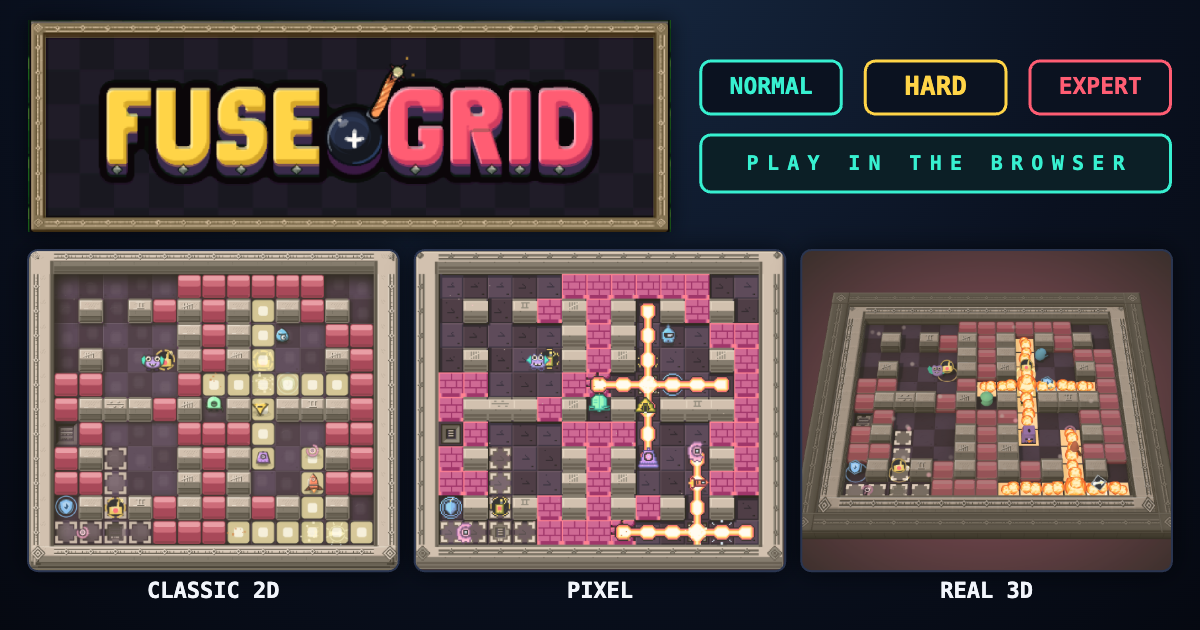 FUSE GRID
NORMAL
HARD
EXPERT
PLAY IN THE BROWSER
CLASSIC 2D
PIXEL
REAL 3D